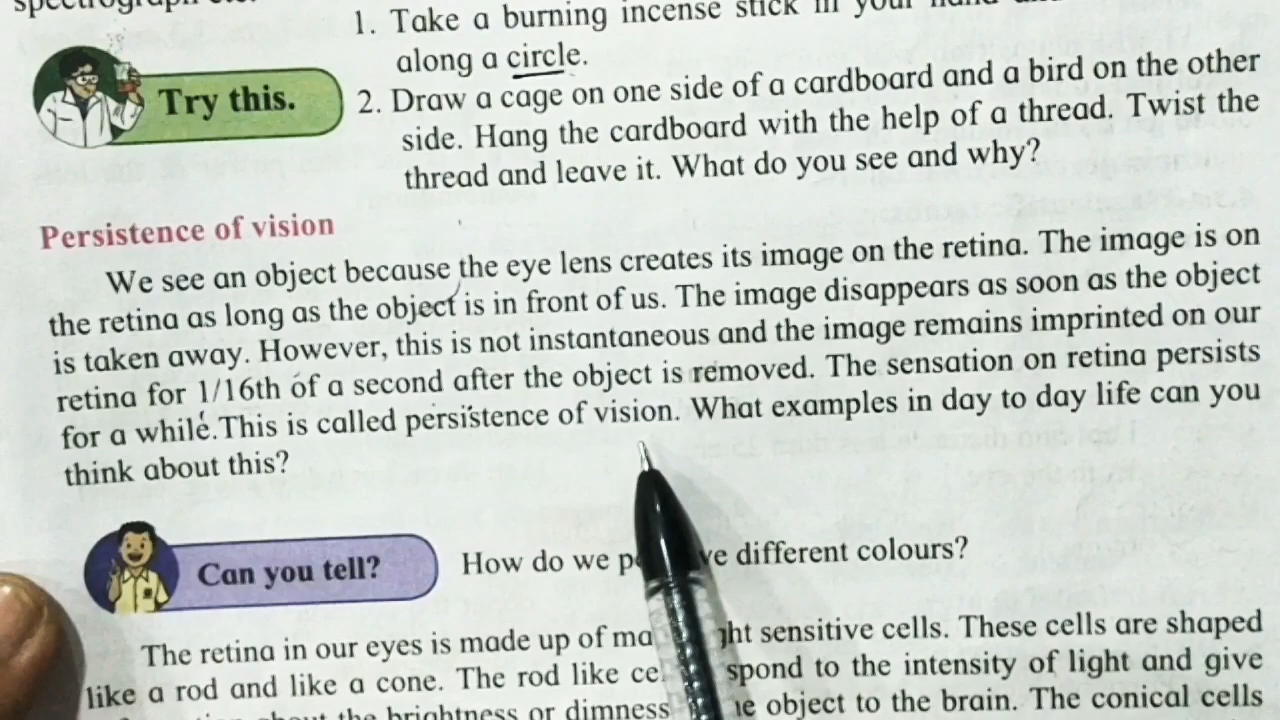 spectrograph etc.
1. Take a burning incense stick in your hand and
along a circle.
Try this.
2. Draw a cage on one side of a cardboard and a bird on the other
side. Hang the cardboard with the help of a thread. Twist the
thread and leave it. What do you see and why?
Persistence of vision
We see an object because the eye lens creates its image on the retina. The image is on
the retina as long as the object is in front of us. The image disappears as soon as the object
is taken away. However, this is not instantaneous and the image remains imprinted on our
retina for 1/16th of a second after the object is removed. The sensation on retina persists
for a while.This is called persistence of vision. What examples in day to day life can you
think about this?
Can you tell?
How do we different colours?
The retina in our eyes is made up of sensitive cells. These cells are shaped
like a rod and like a cone. The rod like to the intensity of light and give
about the brightness or dimness object to the brain. The conical cells